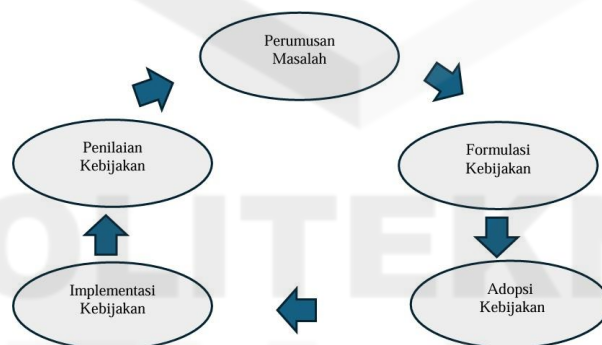 Perumusan
Masalah
Formulasi
Kebijakan
Adopsi
Kebijakan
Implementasi
Kebijakan
Penilaian
Kebijakan